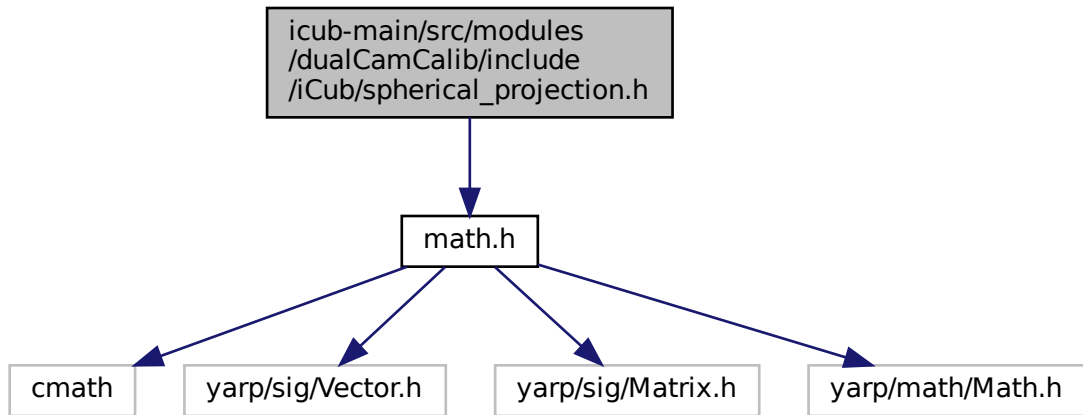 icub-main/src/modules
/dualCamCalib/include
/iCub/spherical_projection.h
math.h
cmath
yarp/sig/Vector.h
yarp/sig/Matrix.h
yarp/math/Math.h